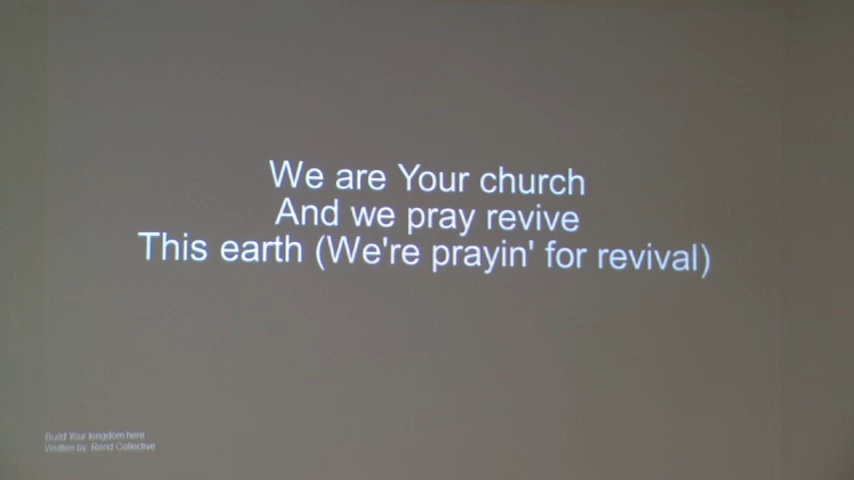 We are Your church
And we pray revive
This earth (We're prayin' for revival)
Build Your kingdom here
Written by: Rend Collective